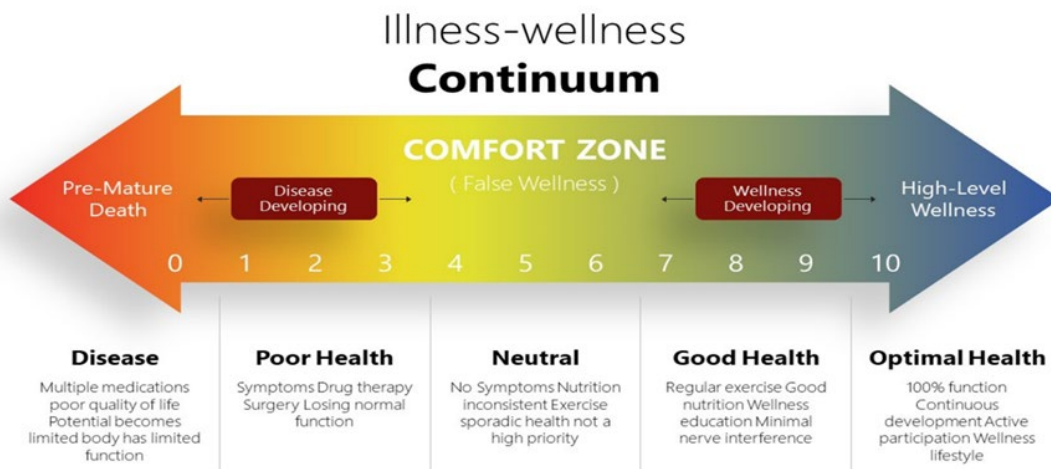 Illness-wellness
Continuum
COMFORT ZONE
( False Wellness )
Pre-Mature
Death
Disease
Developing
Wellness
Developing
High-Level
Wellness
0 1 2 3 4 5 6 7 8 9 10
Disease
Multiple medications
poor quality of life
Potential becomes
limited body has limited
function
Poor Health
Symptoms Drug therapy
Surgery Losing normal
function
Neutral
No Symptoms Nutrition
inconsistent Exercise
sporadic health not a
high priority
Good Health
Regular exercise Good
nutrition Wellness
education Minimal
nerve interference
Optimal Health
100% function
Continuous
development Active
participation Wellness
lifestyle